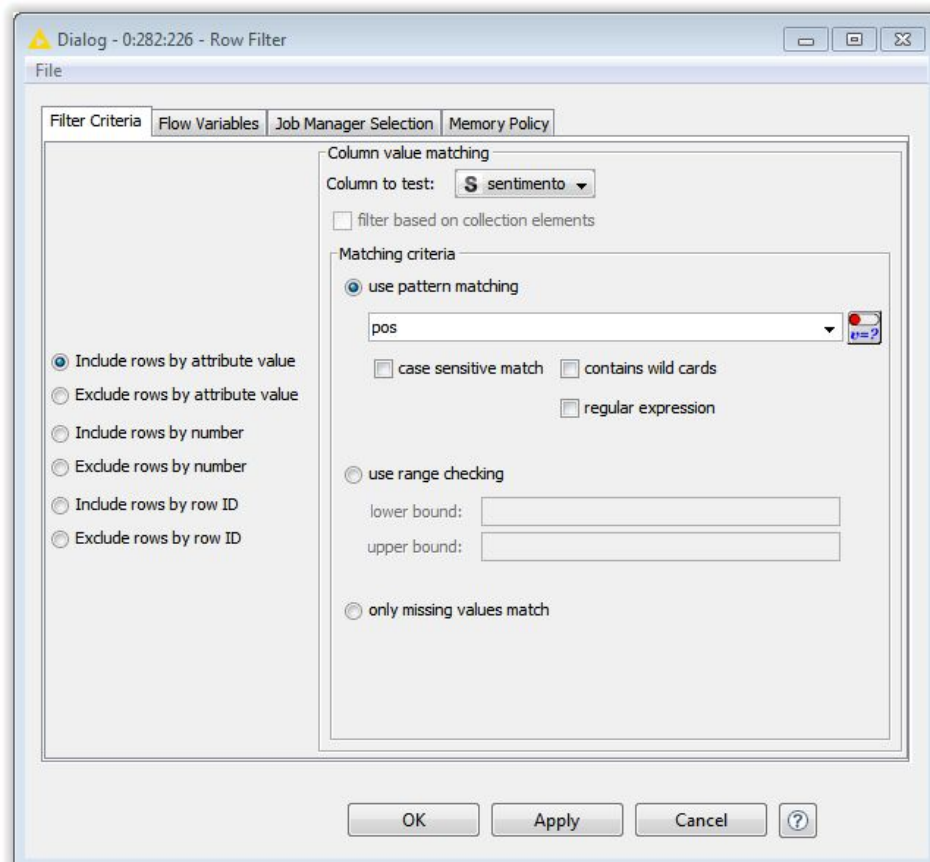 Dialog - 0:282:226 - Row Filter
File
Filter Criteria Flow Variables Job Manager Selection Memory Policy
Column value matching
Column to test: S sentimento
filter based on collection elements
Matching criteria
use pattern matching
pos
v=?
case sensitive match contains wild cards
regular expression
use range checking
lower bound:
upper bound:
only missing values match
Include rows by attribute value
Exclude rows by attribute value
Include rows by number
Exclude rows by number
Include rows by row ID
Exclude rows by row ID
OK Apply Cancel ?